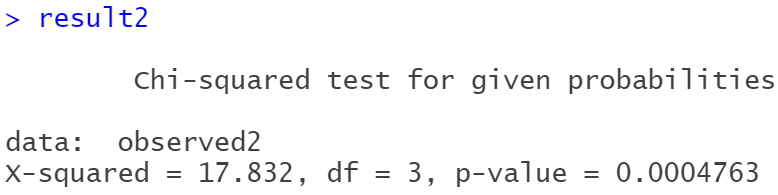 > result2
Chi-squared test for given probabilities
data:  observed2
X-squared = 17.832, df = 3, p-value = 0.0004763